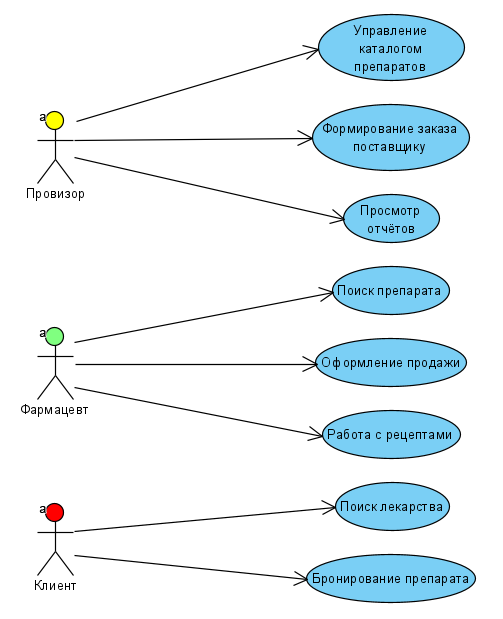 Управление
каталогом
препаратов
a
Формирование заказа
поставщику
Провизор
Просмотр
отчётов
Поиск препарата
a
Оформление продажи
Фармацевт
Работа с рецептами
Поиск лекарства
a
Клиент
Бронирование препарата